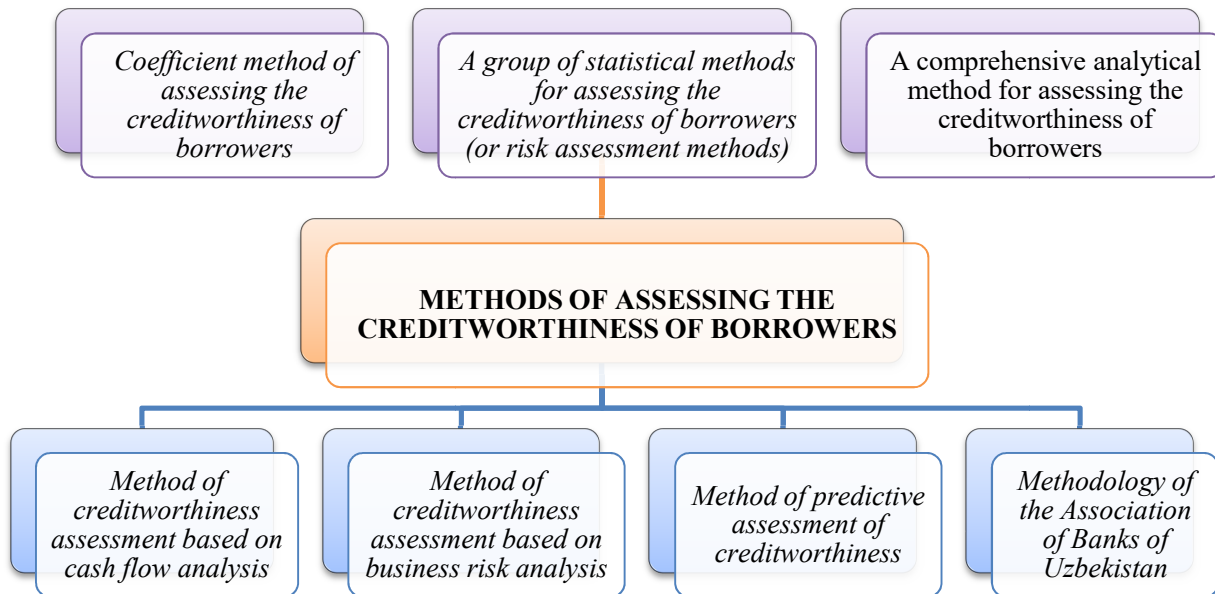 Coefficient method of
assessing the
creditworthiness of
borrowers
A group of statistical methods
for assessing the
creditworthiness of borrowers
(or risk assessment methods)
A comprehensive analytical
method for assessing the
creditworthiness of
borrowers
METHODS OF ASSESSING THE
CREDITWORTHINESS OF BORROWERS
Method of
creditworthiness
assessment based on
cash flow analysis
Method of
creditworthiness
assessment based on
business risk analysis
Method of predictive
assessment of
creditworthiness
Methodology of
the Association
of Banks of
Uzbekistan